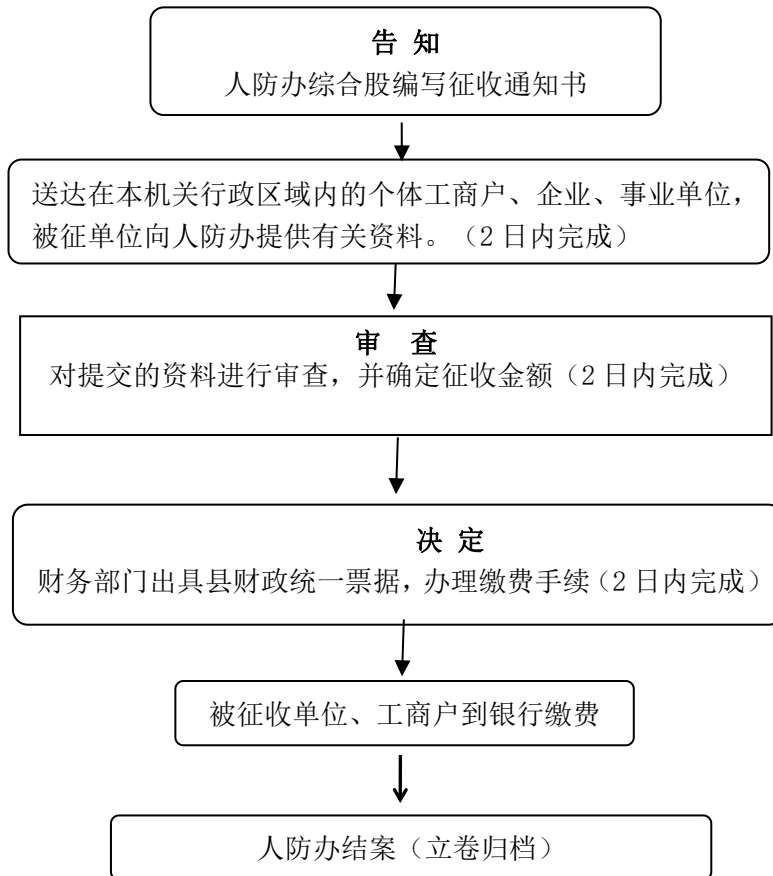 告 知
人防办综合股编写征收通知书
送达在本机关行政区域内的个体工商户、企业、事业单位，
被征单位向人防办提供有关资料。（2 日内完成）
审 查
对提交的资料进行审查，并确定征收金额（2 日内完成）
决 定
财务部门出具县财政统一票据，办理缴费手续（2 日内完成）
被征收单位、工商户到银行缴费
人防办结案（立卷归档）